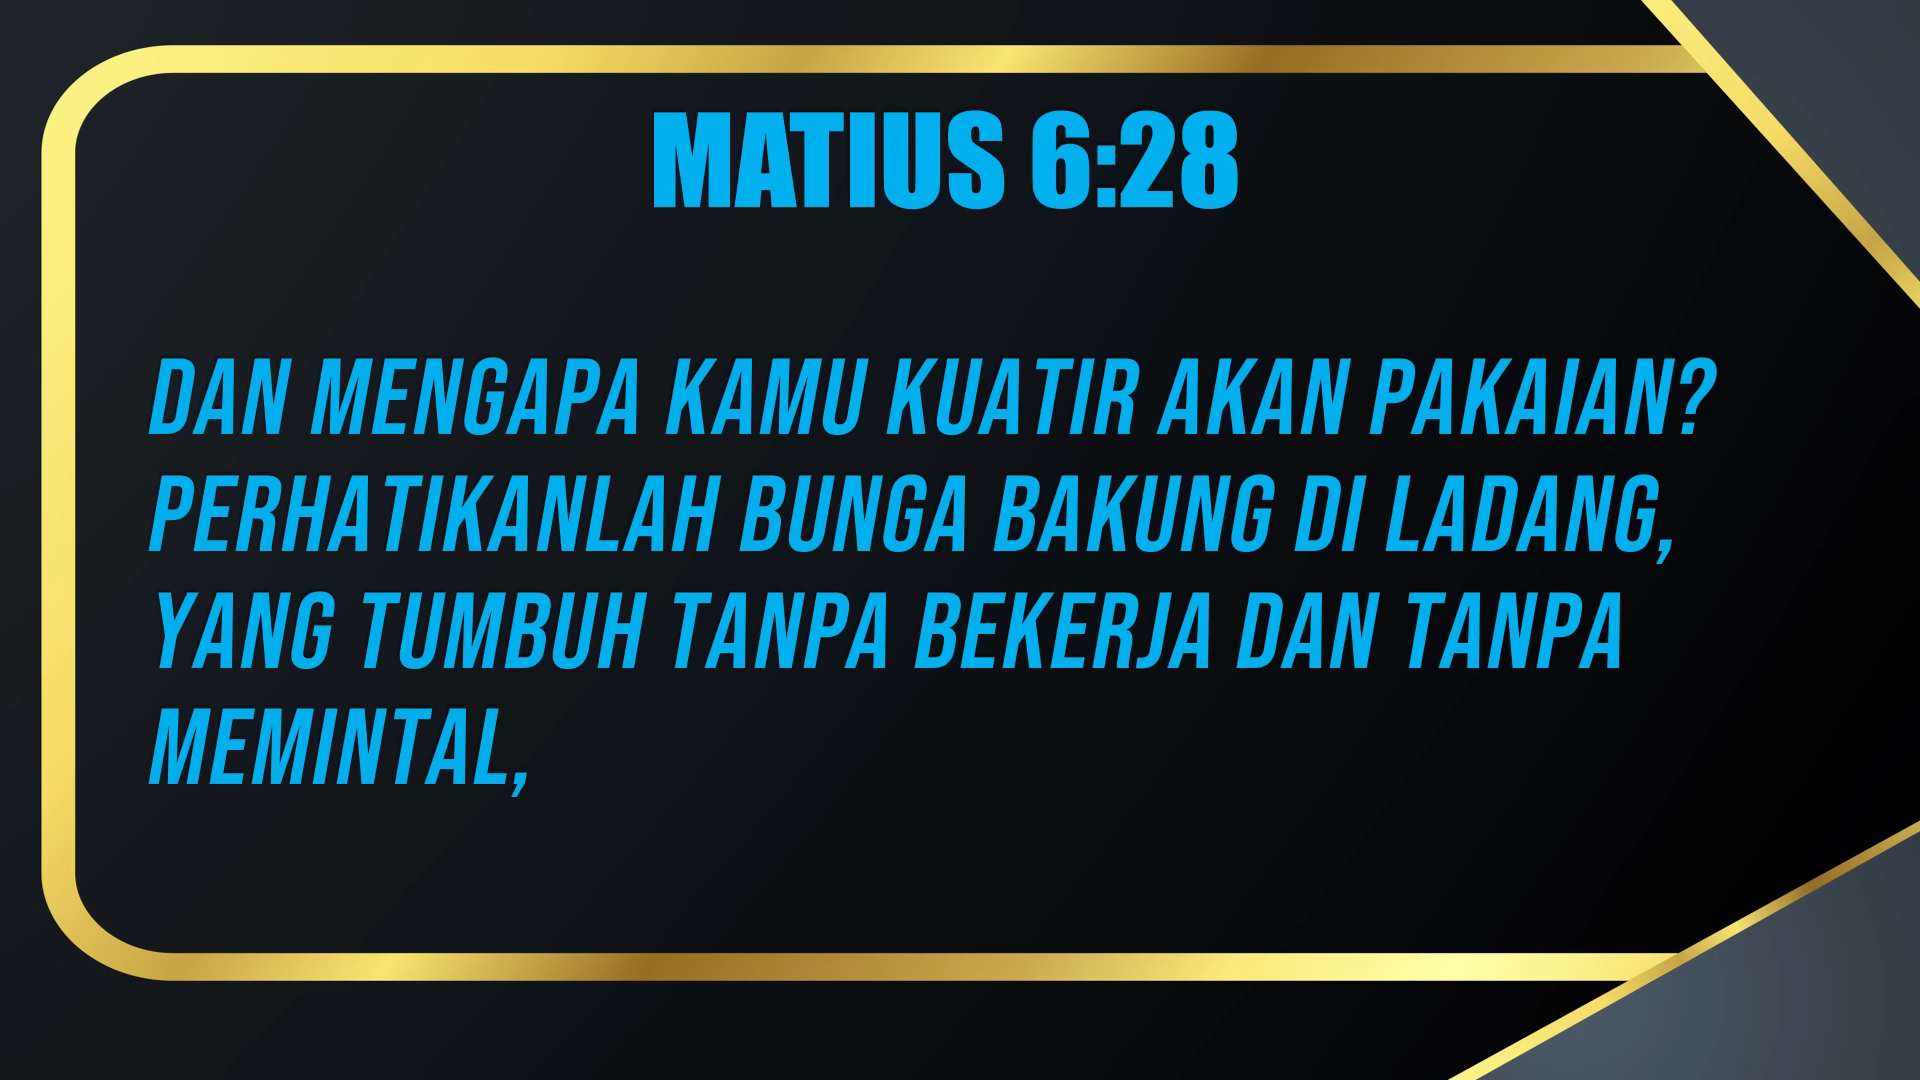 MATIUS 6:28
DAN MENGAPA KAMU KUATIR AKAN PAKAIAN?
PERHATIKANLAH BUNGA BAKUNG DI LADANG,
YANG TUMBUH TANPA BEKERJA DAN TANPA
MEMINTAL,